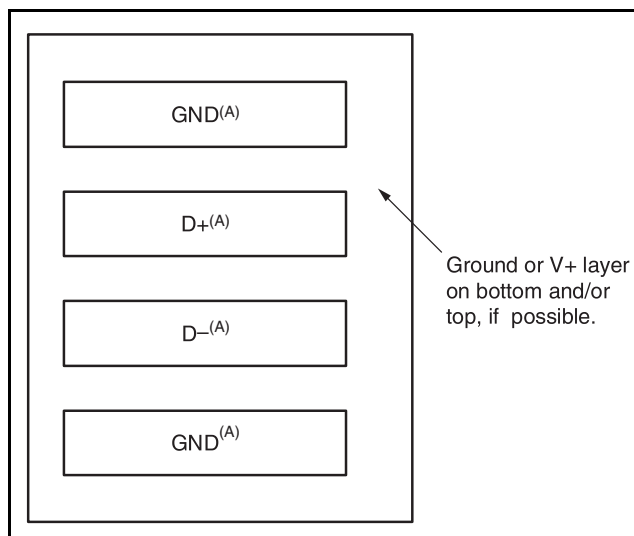 GND(A)
D+(A)
Ground or V+ layer
on bottom and/or
top, if possible.
D−(A)
GND(A)